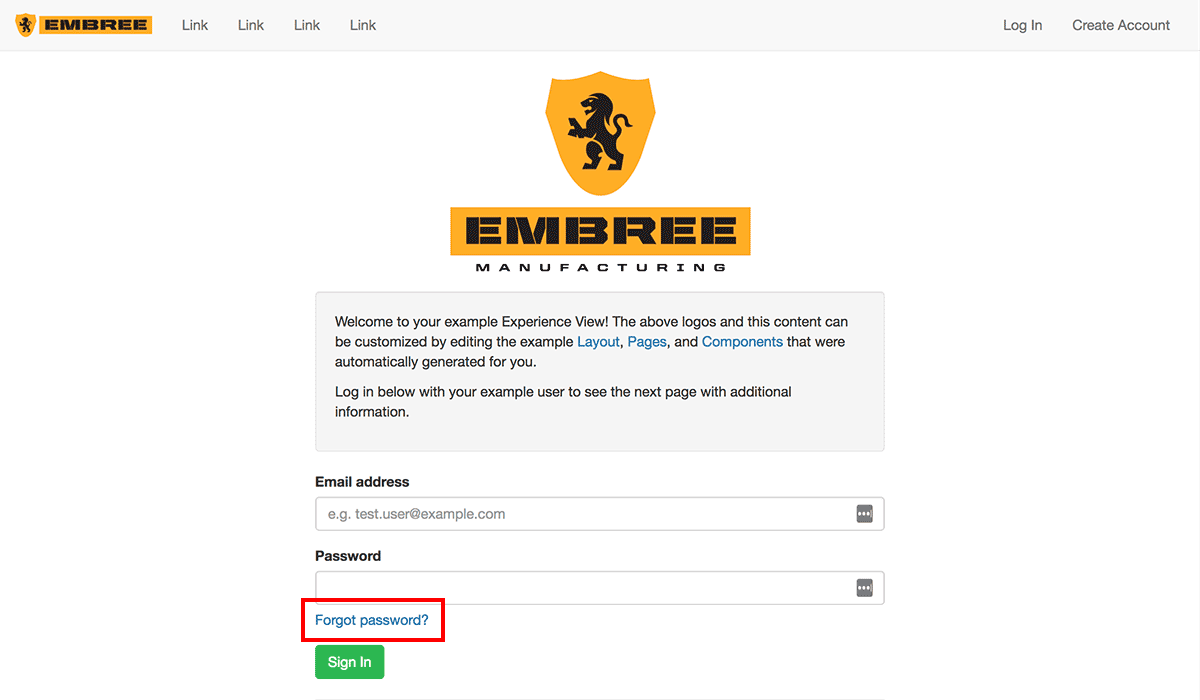 EMBREE Link Link Link Link Log In Create Account
EMBREE
MANUFACTURING
Welcome to your example Experience View! The above logos and this content can
be customized by editing the example Layout, Pages, and Components that were
automatically generated for you.
Log in below with your example user to see the next page with additional
information.
Email address
e.g. test.user@example.com
Password
Forgot password?
Sign In